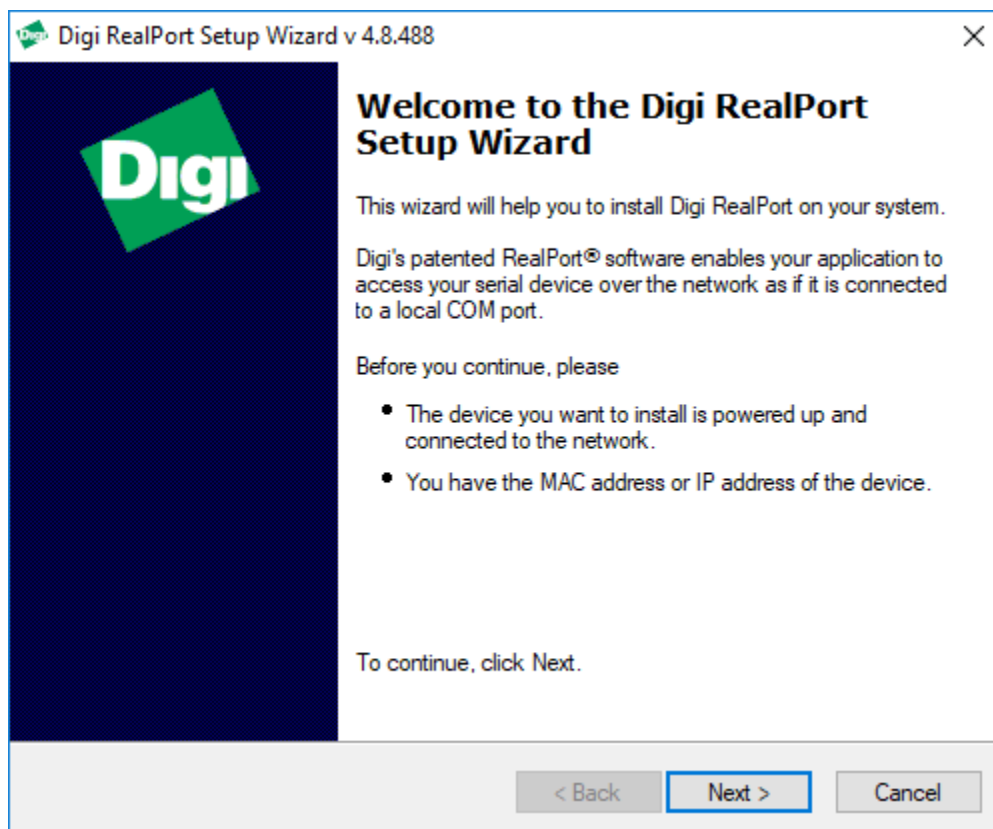 Digi RealPort Setup Wizard v 4.8.488
Digi
Welcome to the Digi RealPort
Setup Wizard
This wizard will help you to install Digi RealPort on your system.
Digi's patented RealPort® software enables your application to
access your serial device over the network as if it is connected
to a local COM port.
Before you continue, please
• The device you want to install is powered up and
connected to the network.
• You have the MAC address or IP address of the device.
To continue, click Next.
< Back
Next >
Cancel